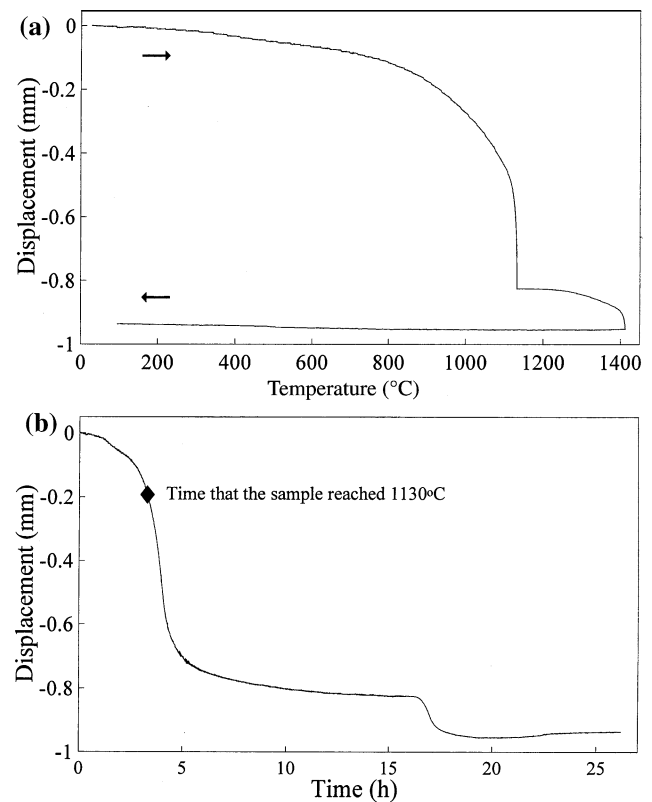 (a)
0
-0.2
-0.4
-0.6
-0.8
-1
Displacement (mm)
0 200 400 600 800 1000 1200 1400
Temperature (°C)
(b)
0
-0.2
-0.4
-0.6
-0.8
-1
Displacement (mm)
Time that the sample reached 1130ºC
0 5 10 15 20 25
Time (h)